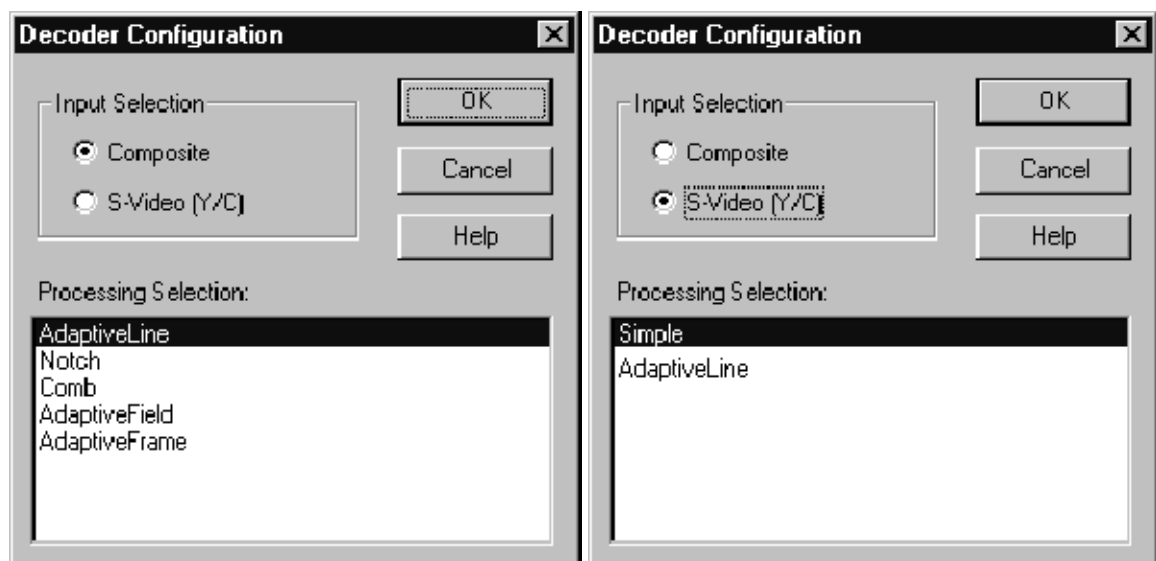 Decoder Configuration
Input Selection
Composite
S-Video (Y/C)
OK
Cancel
Help
Processing Selection:
AdaptiveLine
Notch
Comb
AdaptiveField
AdaptiveFrame
Decoder Configuration
Input Selection
Composite
S-Video (Y/C)
OK
Cancel
Help
Processing Selection:
Simple
AdaptiveLine